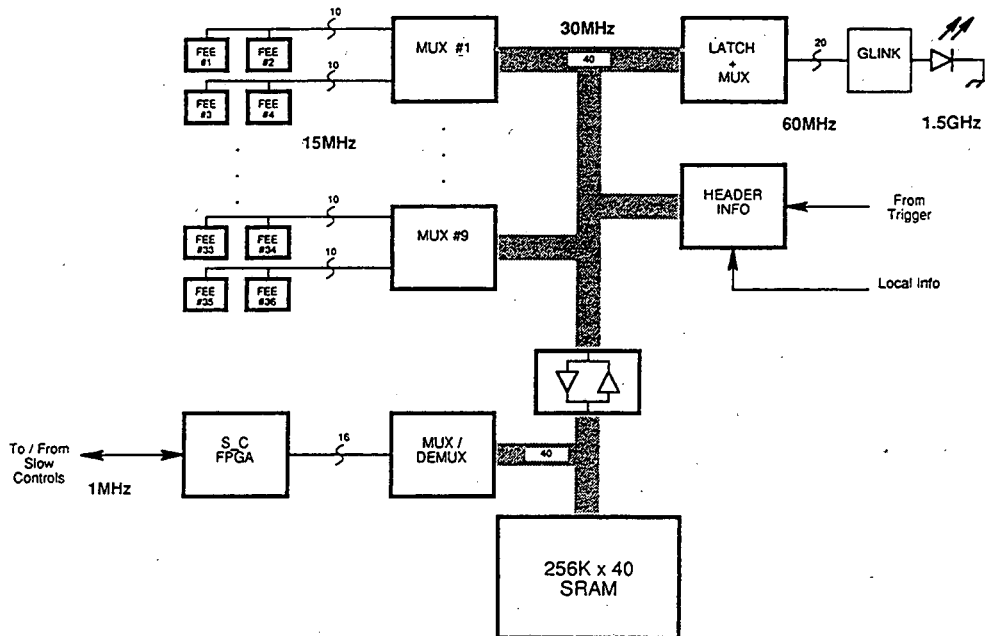 10
30MHz
FEE
#1
FEE
#2
MUX #1
LATCH
+
MUX
20
GLINK
10
40
FEE
#3
FEE
#4
15MHz
60MHz
1.5GHz
10
FEE
#33
FEE
#34
MUX #9
HEADER
INFO
From
Trigger
10
FEE
#35
FEE
#36
Local Info
To / From
Slow
Controls
1MHz
S_C
FPGA
16
MUX /
DEMUX
40
256K x 40
SRAM